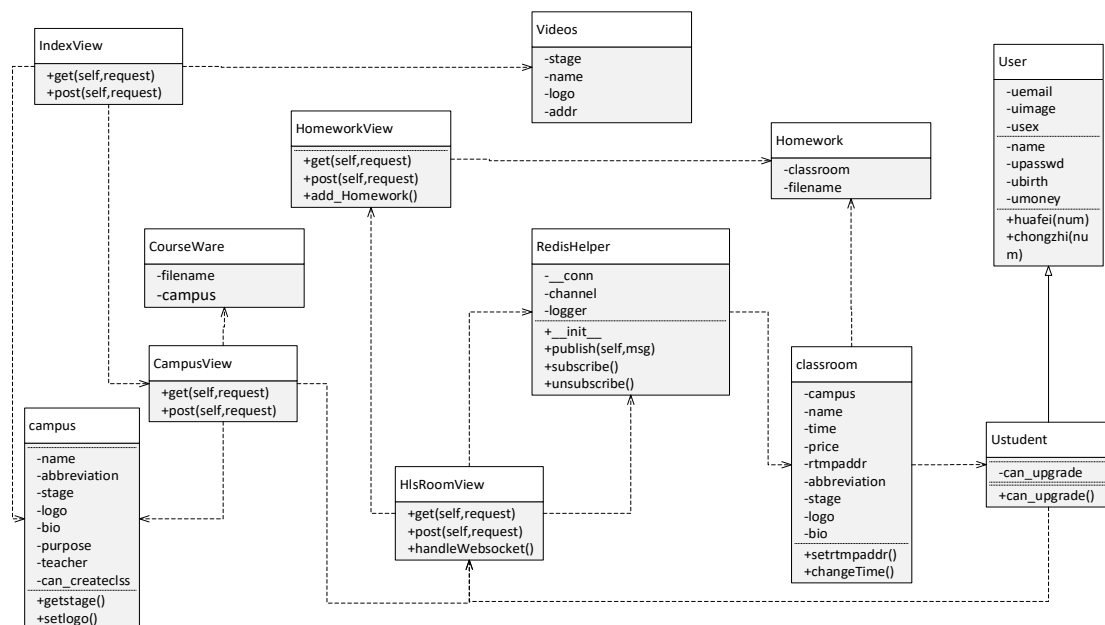 IndexView
+get(self,request)
+post(self,request)
Videos
-stage
-name
-logo
-addr
User
-uemail
-uimage
-usex
-name
-upasswd
-ubirth
-umoney
+huafei(num)
+chongzhi(nu
m)
HomeworkView
+get(self,request)
+post(self,request)
+add_Homework()
Homework
-classroom
-filename
CourseWare
-filename
-campus
RedisHelper
-__conn
-channel
-logger
+__init__
+publish(self,msg)
+subscribe()
+unsubscribe()
CampusView
+get(self,request)
+post(self,request)
classroom
-campus
-name
-time
-price
-rtmpaddr
-abbreviation
-stage
-logo
-bio
+setrtmpaddr()
+changeTime()
campus
-name
-abbreviation
-stage
-logo
-bio
-purpose
-teacher
-can_createclss
+getstage()
+setlogo()
Ustudent
-can_upgrade
+can_upgrade()
HlsRoomView
+get(self,request)
+post(self,request)
+handleWebsocket()